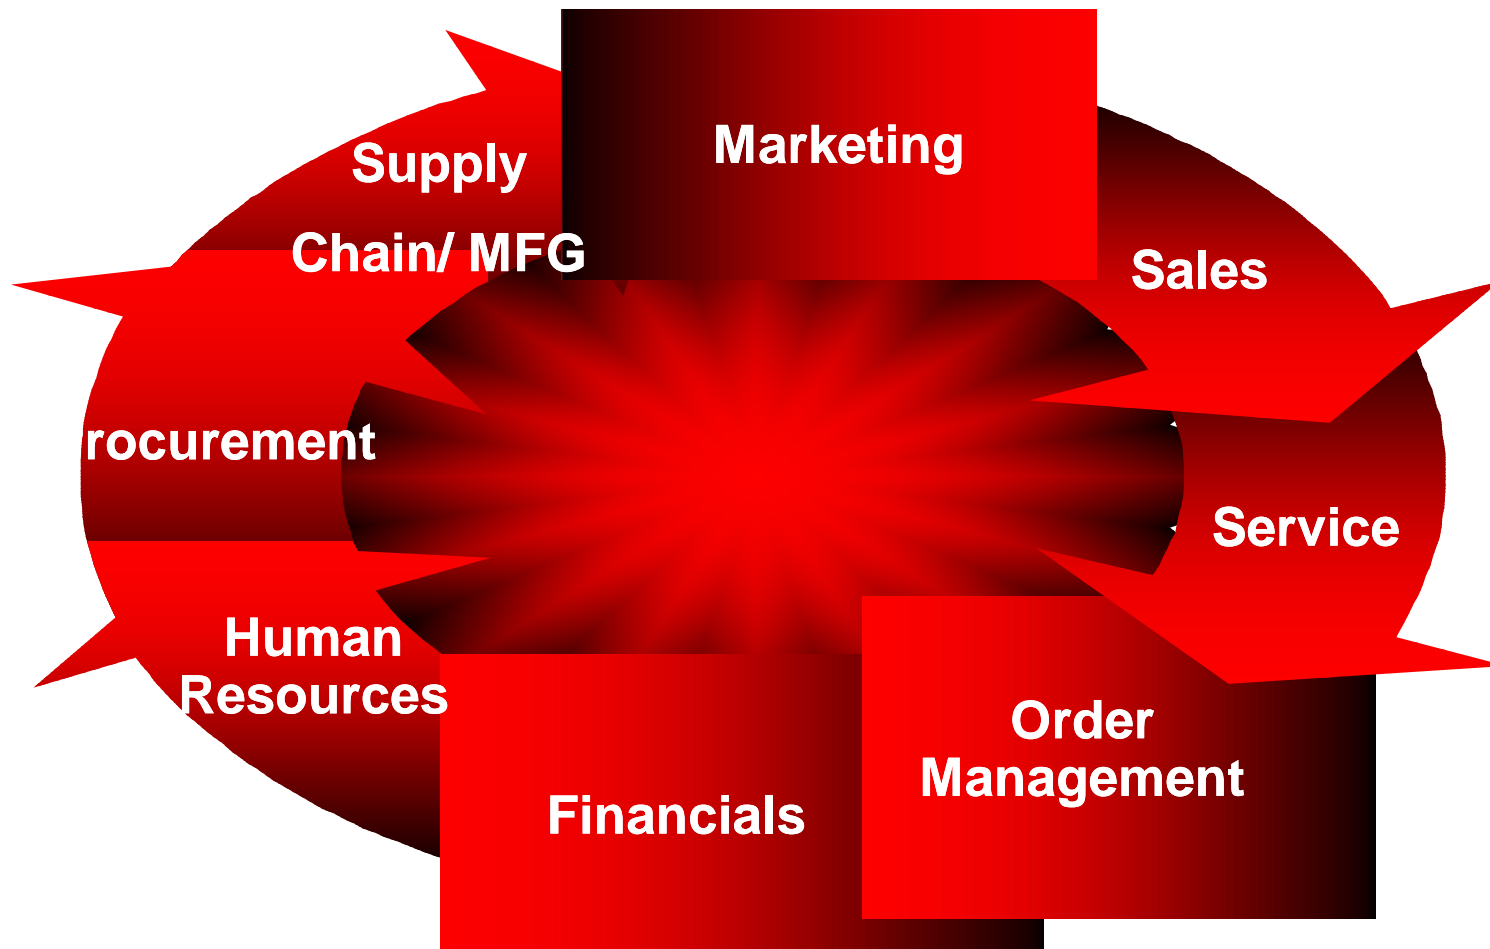 Marketing
Supply
Chain/ MFG
Sales
rocurement
Service
Human
Resources
Order
Management
Financials